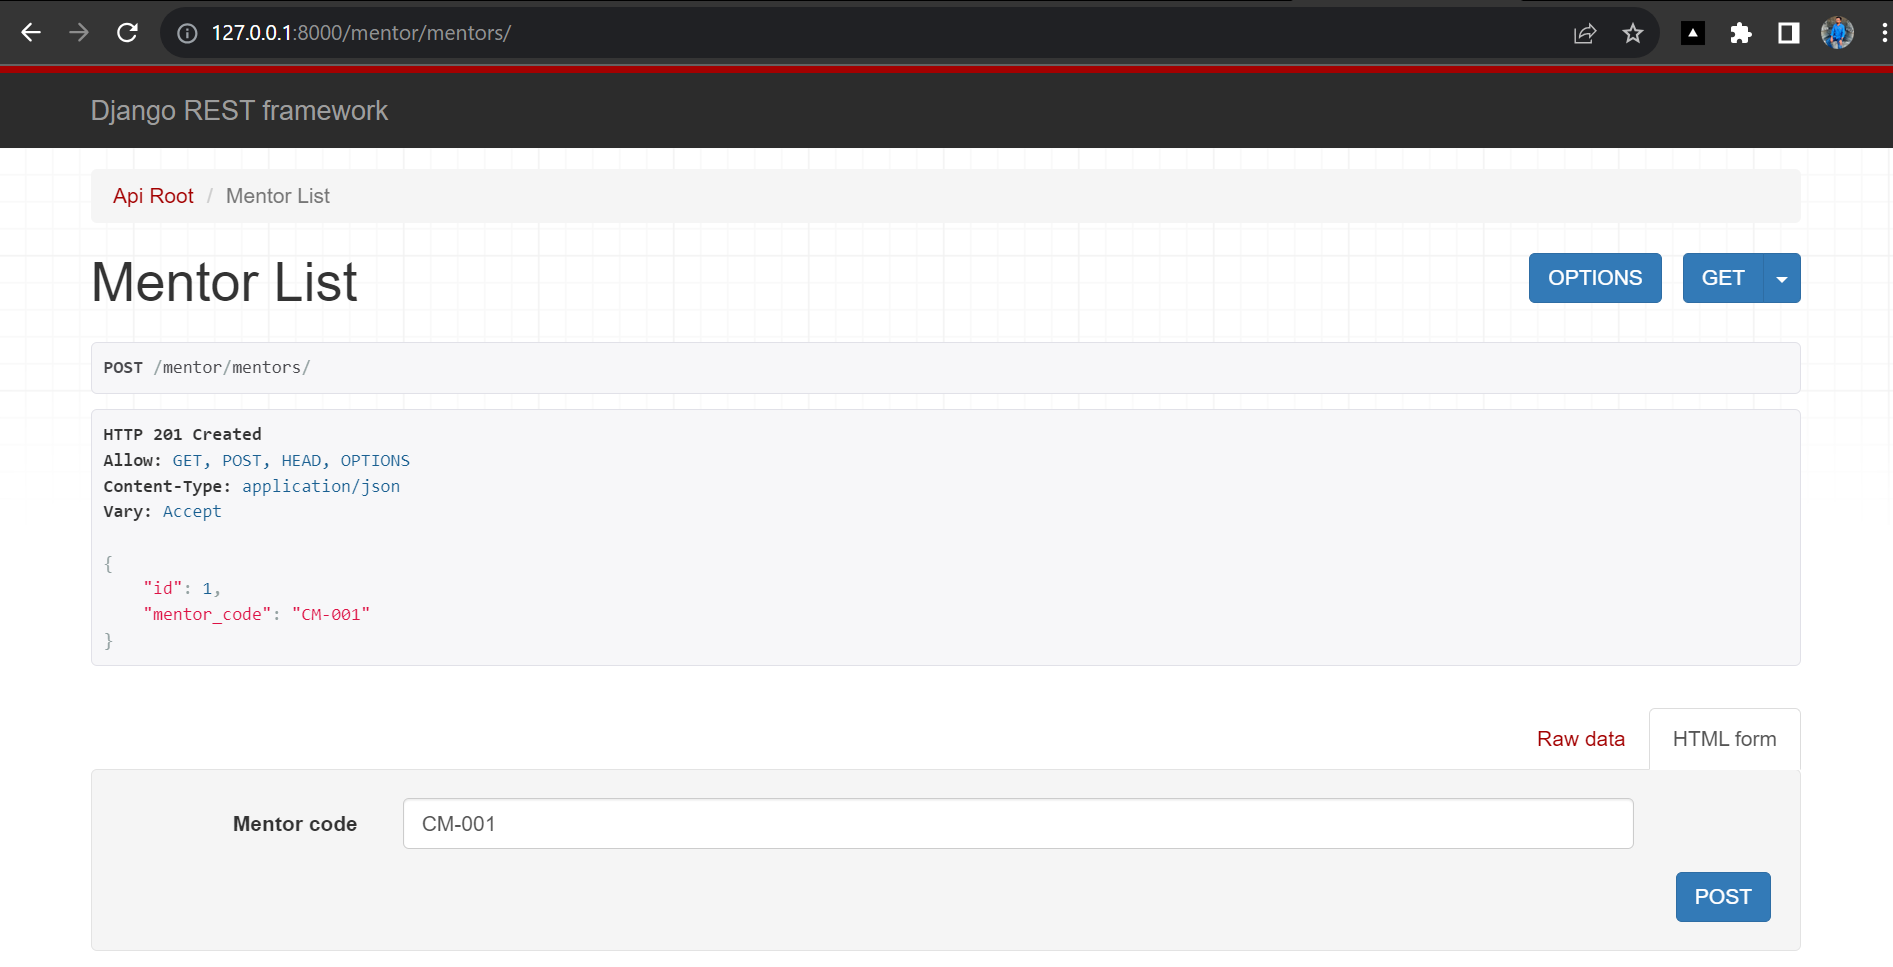 127.0.0.1:8000/mentor/mentors/
Django REST framework
Api Root / Mentor List
Mentor List
OPTIONS GET
POST /mentor/mentors/
HTTP 201 Created
Allow: GET, POST, HEAD, OPTIONS
Content-Type: application/json
Vary: Accept
{
    "id": 1,
    "mentor_code": "CM-001"
}
Raw data HTML form
Mentor code CM-001
POST